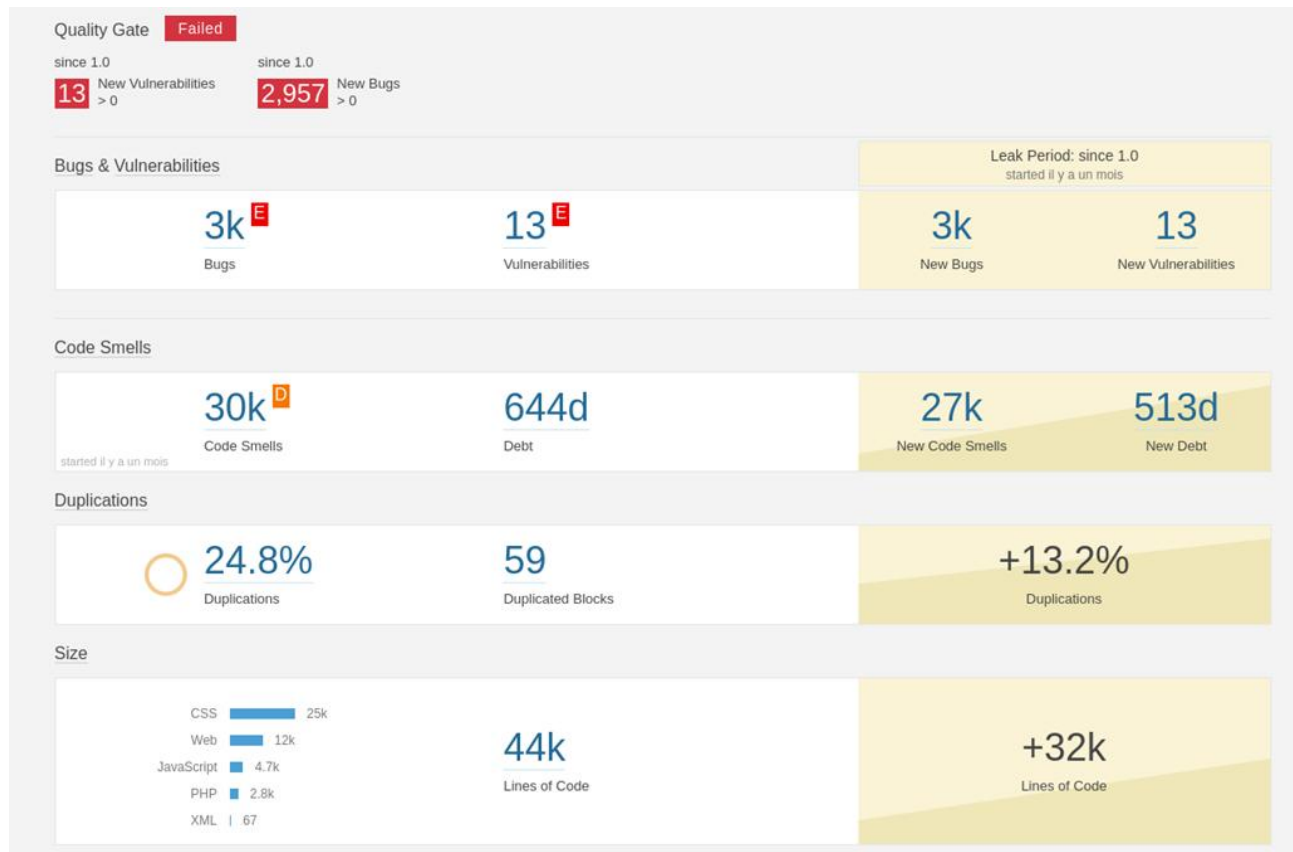 Quality Gate Failed
since 1.0 since 1.0
13 New Vulnerabilities > 0 2,957 New Bugs > 0
Bugs & Vulnerabilities
Leak Period: since 1.0
started il y a un mois
3k E 13 E 3k 13
Bugs Vulnerabilities New Bugs New Vulnerabilities
Code Smells
30k D 644d 27k 513d
Code Smells Debt New Code Smells New Debt
started il y a un mois
Duplications
24.8% 59 +13.2%
Duplications Duplicated Blocks Duplications
Size
CSS 25k
Web 12k
JavaScript 4.7k
PHP 2.8k
XML 67
44k +32k
Lines of Code Lines of Code